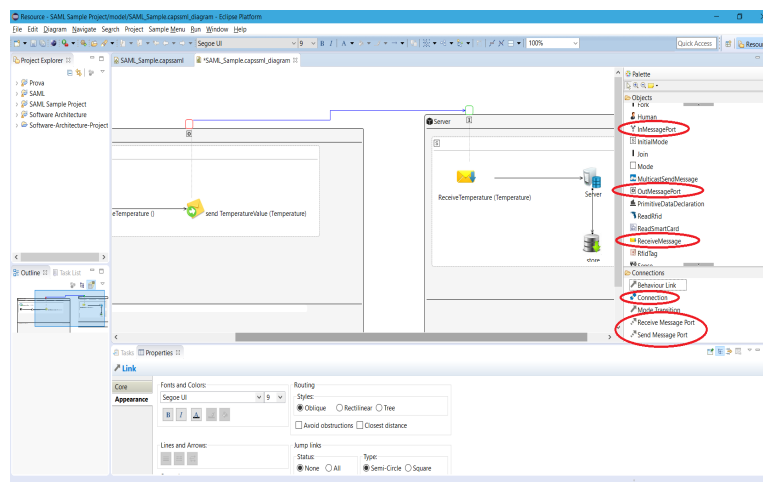 Resource - SAML Sample Project/model/SAML_Sample.capssml_diagram - Eclipse Platform
File Edit Diagram Navigate Search Project Sample Menu Run Window Help
Segoe UI 9 B I A 100% Quick Access Resou
Project Explorer
SAML_Sample.capssaml
*SAML_Sample.capssml_diagram
Prova
SAML
SAML Sample Project
Software Architecture
Software-Architecture-Project
Server
eTemperature ()
send TemperatureValue (Temperature)
ReceiveTemperature (Temperature)
Server
store
Palette
Objects
Fork
Human
InMessagePort
InitialMode
Join
Mode
MulticastSendMessage
OutMessagePort
PrimitiveDataDeclaration
ReadRfid
ReadSmartCard
ReceiveMessage
RfidTag
Sense
Connections
Behaviour Link
Connection
Mode Transition
Receive Message Port
Send Message Port
Outline Task List
Tasks Properties
Link
Core
Appearance
Fonts and Colors:
Segoe UI 9
B I A
Lines and Arrows:
Routing
Styles:
Oblique Rectilinear Tree
Avoid obstructions Closest distance
Jump links
Status: Type:
None All Semi-Circle Square